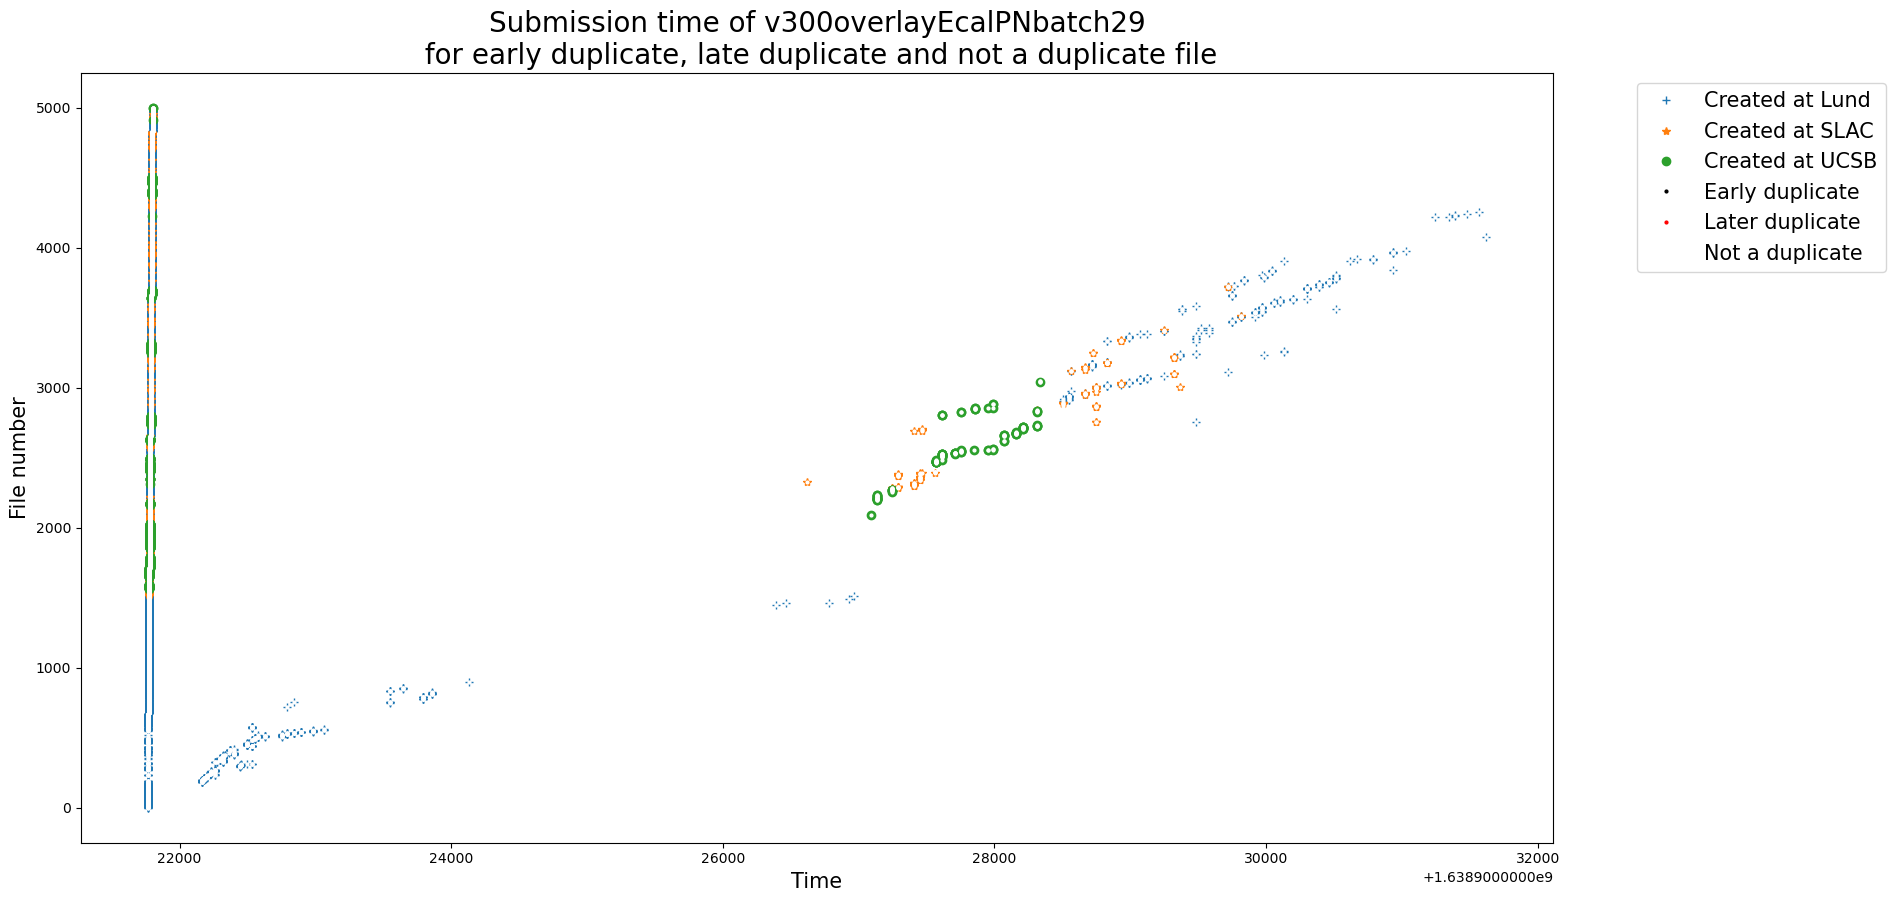 Submission time of v300overlayEcalPNbatch29
for early duplicate, late duplicate and not a duplicate file
Created at Lund
Created at SLAC
Created at UCSB
Early duplicate
Later duplicate
Not a duplicate
File number
5000
4000
3000
2000
1000
0
22000 24000 26000 28000 30000 32000
+1.6389000000e9
Time